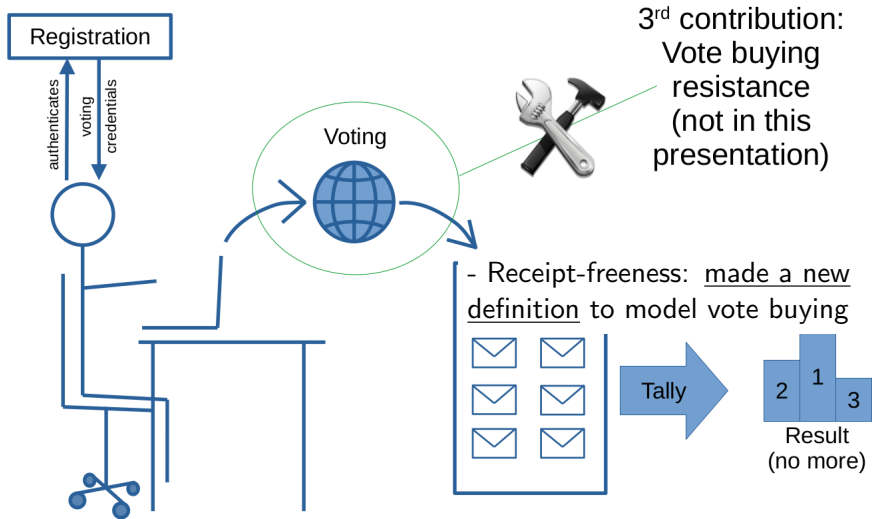 Registration
authenticates
voting
credentials
Voting
3rd contribution:
Vote buying
resistance
(not in this
presentation)
- Receipt-freeness: made a new
definition to model vote buying
Tally
2
1
3
Result
(no more)